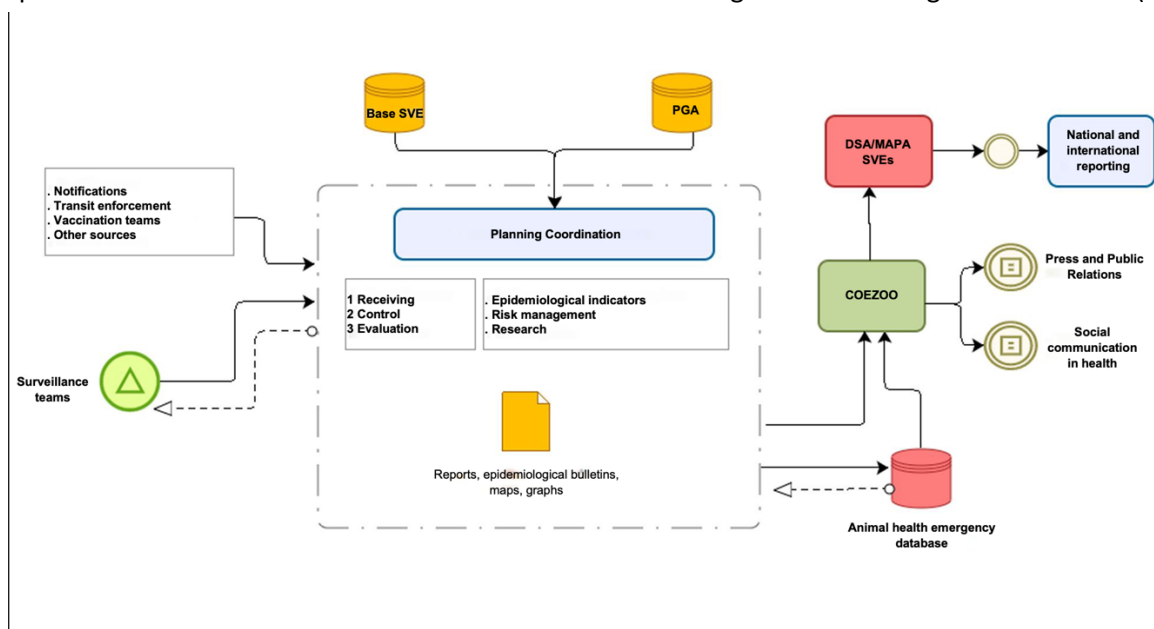 Base SVE
PGA
DSA/MAPA
SVEs
National and
international
reporting
. Notifications
. Transit enforcement
. Vaccination teams
. Other sources
Planning Coordination
Press and Public
Relations
COEZOO
1 Receiving
2 Control
3 Evaluation
. Epidemiological indicators
. Risk management
. Research
Social
communication
in health
Surveillance
teams
Reports, epidemiological bulletins,
maps, graphs
Animal health emergency
database